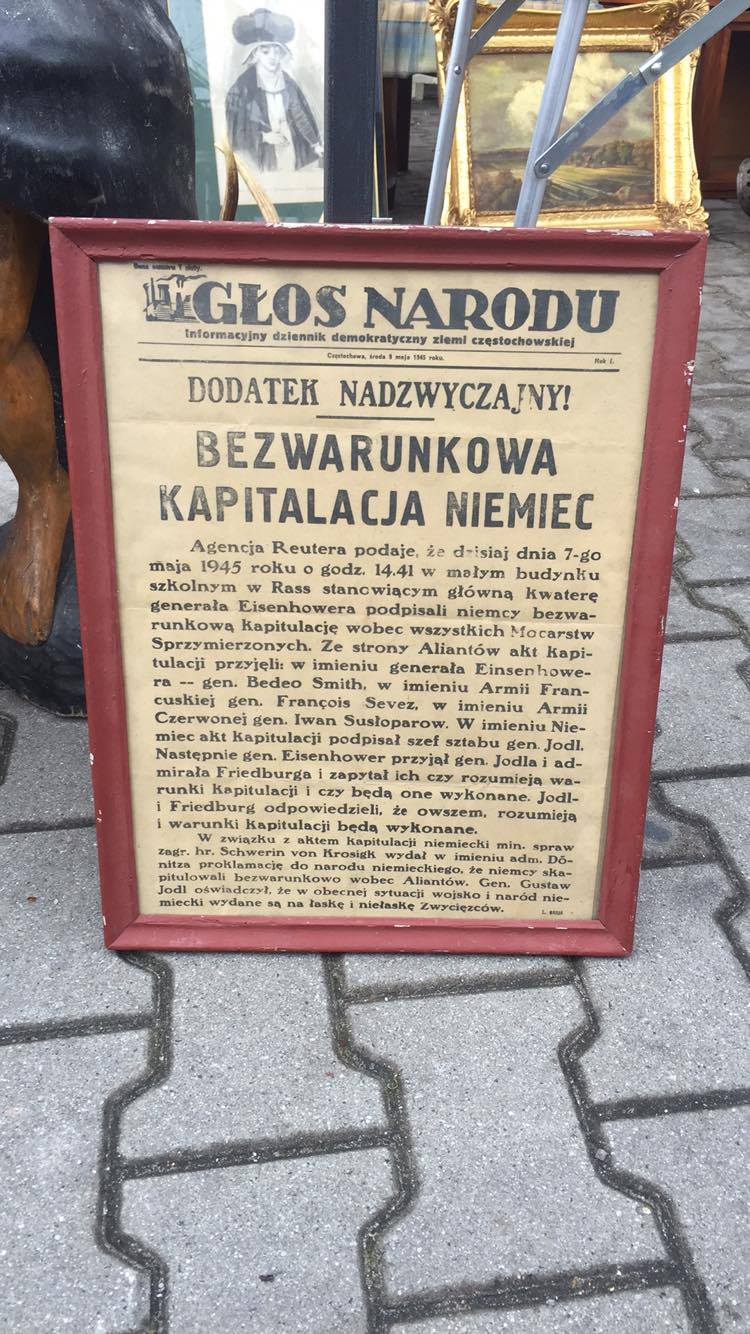 Cena numeru 1 złoty.
GŁOS NARODU
Informacyjny dziennik demokratyczny ziemi częstochowskiej
Częstochowa, środa 9 maja 1945 roku.
Rok I.
DODATEK NADZWYCZAJNY!
BEZWARUNKOWA
KAPITALACJA NIEMIEC
Agencja Reutera podaje, że dzisiaj dnia 7-go
maja 1945 roku o godz. 14.41 w małym budynku
szkolnym w Rass stanowiącym główną kwaterę
generała Eisenhowera podpisali niemcy bezwa-
runkową kapitulację wobec wszystkich Mocarstw
Sprzymierzonych. Ze strony Aliantów akt kapi-
tulacji przyjęli: w imieniu generała Einsenhowe-
ra -- gen. Bedeo Smith, w imieniu Armii Fran-
cuskiej gen. François Sevez, w imieniu Armii
Czerwonej gen. Iwan Susłoparow. W imieniu Nie-
miec akt kapitulacji podpisał szef sztabu gen. Jodl.
Następnie gen. Eisenhower przyjął gen. Jodla i ad-
mirała Friedburga i zapytał ich czy rozumieją wa-
runki kapitulacji i czy będą one wykonane. Jodl-
i Friedburg odpowiedzieli, że owszem, rozumieją
i warunki kapitulacji będą wykonane.
W związku z aktem kapitulacji niemiecki min. spraw
zagr. hr. Schwerin von Krosigk wydał w imieniu adm. Dö-
nitza proklamację do narodu niemieckiego, że niemcy ska-
pitulowali bezwarunkowo wobec Aliantów. Gen. Gustaw
Jodl oświadczył, że w obecnej sytuacji wojsko i naród nie-
miecki wydane są na łaskę i niełaskę Zwycięzców.